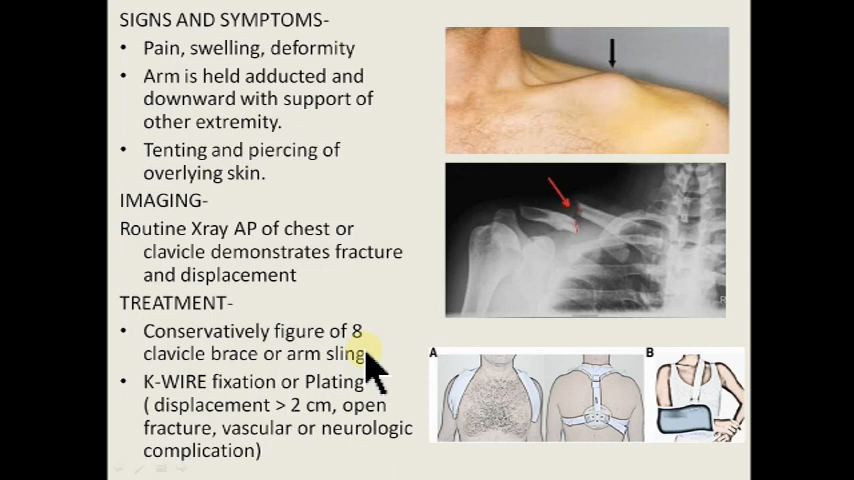 SIGNS AND SYMPTOMS-
• Pain, swelling, deformity
• Arm is held adducted and
downward with support of
other extremity.
• Tenting and piercing of
overlying skin.
IMAGING-
Routine Xray AP of chest or
clavicle demonstrates fracture
and displacement
TREATMENT-
• Conservatively figure of 8
clavicle brace or arm sling
• K-WIRE fixation or Plating
( displacement > 2 cm, open
fracture, vascular or neurologic
complication)
R
A
B